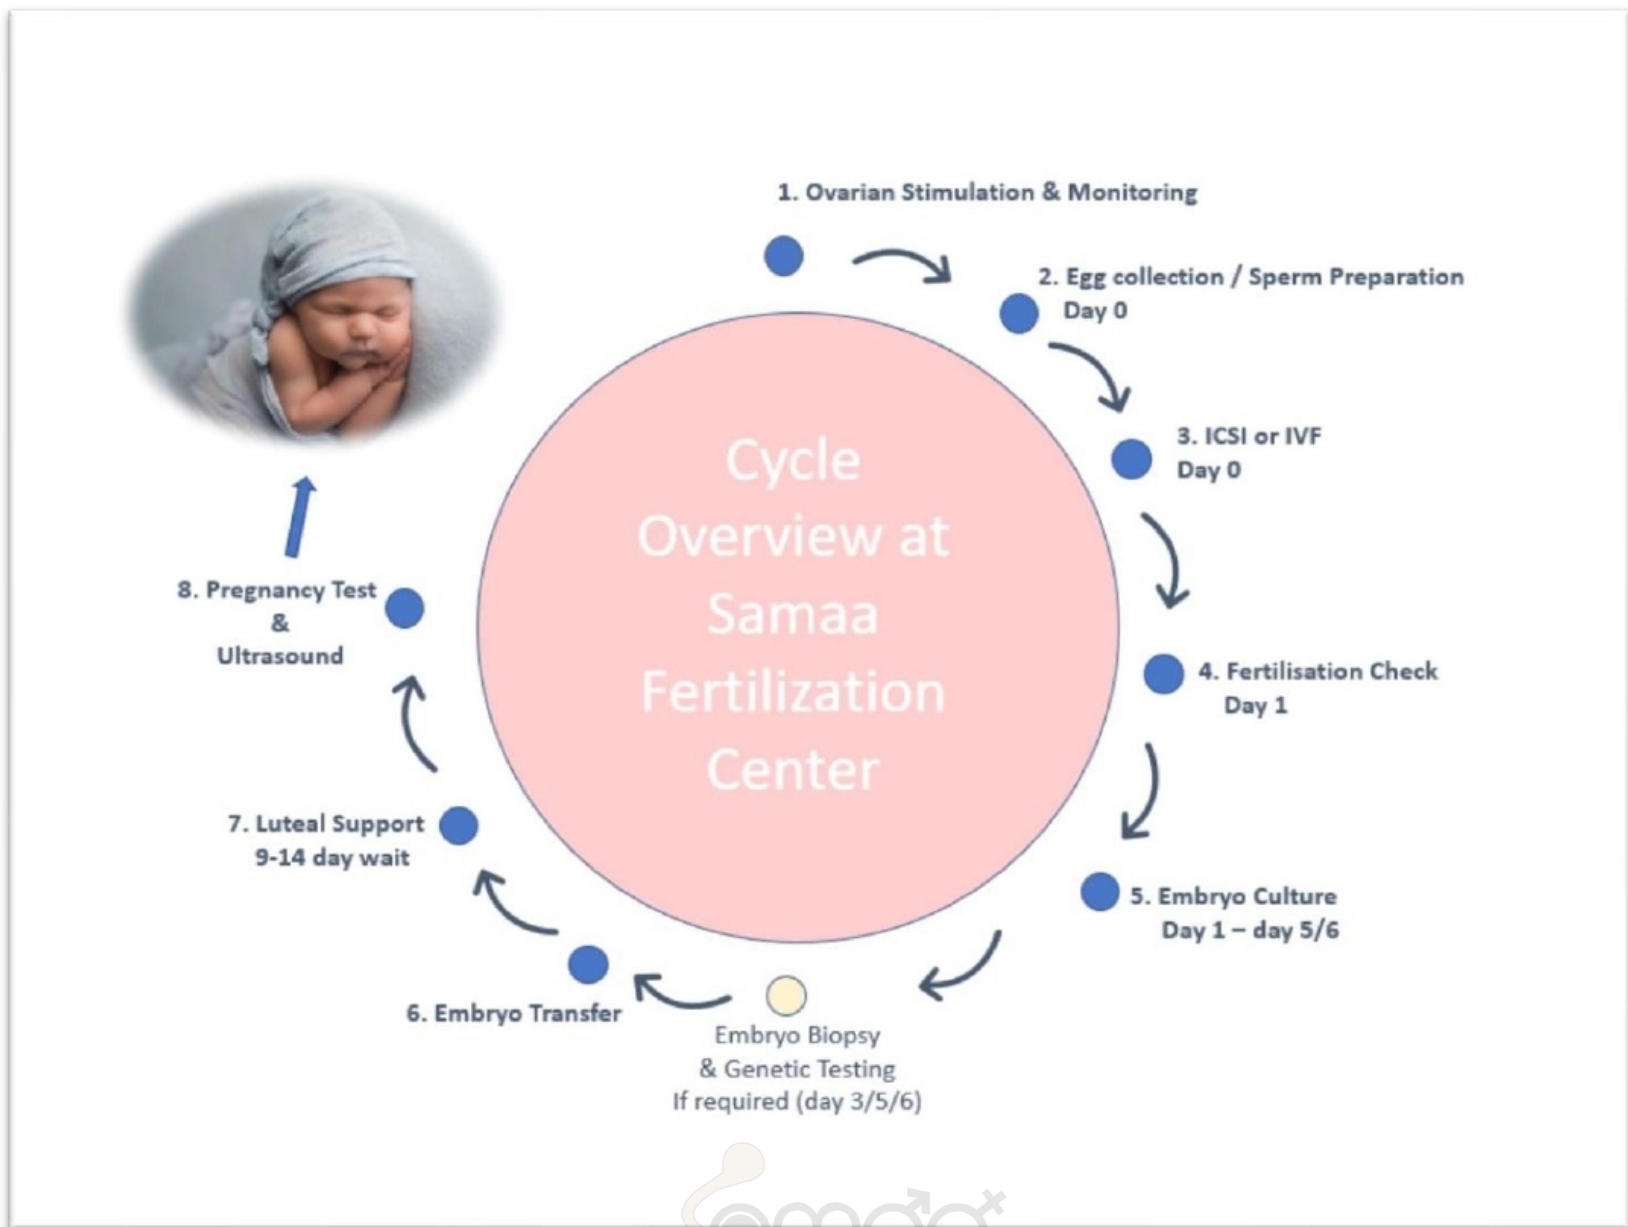 1. Ovarian Stimulation & Monitoring
2. Egg collection / Sperm Preparation
Day 0
3. ICSI or IVF
Day 0
4. Fertilisation Check
Day 1
5. Embryo Culture
Day 1 – day 5/6
Embryo Biopsy
& Genetic Testing
If required (day 3/5/6)
6. Embryo Transfer
7. Luteal Support
9-14 day wait
8. Pregnancy Test
&
Ultrasound
Cycle
Overview at
Samaa
Fertilization
Center